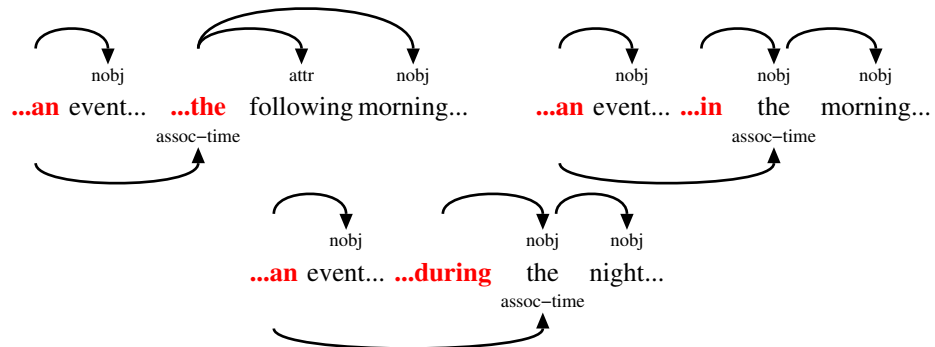 nobj attr nobj nobj nobj nobj
...an event... ...the following morning... ...an event... ...in the morning...
assoc−time assoc−time
nobj nobj nobj
...an event... ...during the night...
assoc−time